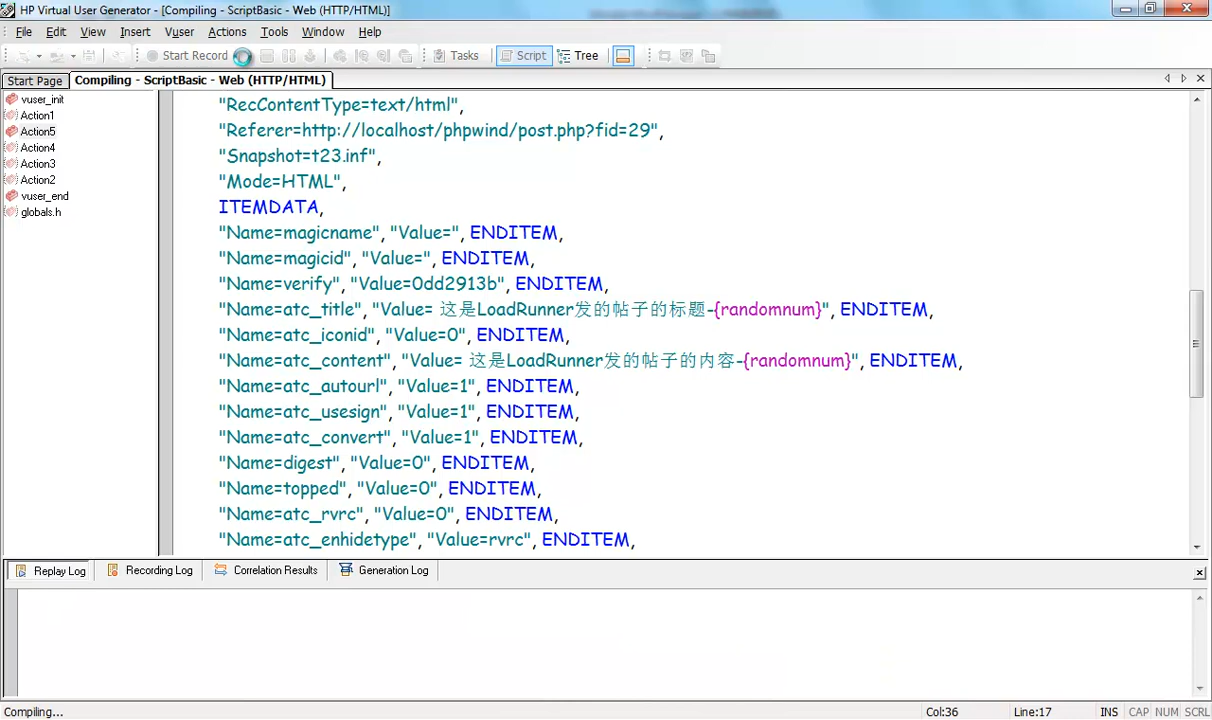 HP Virtual User Generator - [Compiling - ScriptBasic - Web (HTTP/HTML)]
File Edit View Insert Vuser Actions Tools Window Help
Start Record Tasks Script Tree
Start Page Compiling - ScriptBasic - Web (HTTP/HTML)
vuser_init
Action1
Action5
Action4
Action3
Action2
vuser_end
globals.h
"RecContentType=text/html",
"Referer=http://localhost/phpwind/post.php?fid=29",
"Snapshot=t23.inf",
"Mode=HTML",
ITEMDATA,
"Name=magicname", "Value=", ENDITEM,
"Name=magicid", "Value=", ENDITEM,
"Name=verify", "Value=0dd2913b", ENDITEM,
"Name=atc_title", "Value= 这是LoadRunner发的帖子的标题-{randomnum}", ENDITEM,
"Name=atc_iconid", "Value=0", ENDITEM,
"Name=atc_content", "Value= 这是LoadRunner发的帖子的内容-{randomnum}", ENDITEM,
"Name=atc_autourl", "Value=1", ENDITEM,
"Name=atc_usesign", "Value=1", ENDITEM,
"Name=atc_convert", "Value=1", ENDITEM,
"Name=digest", "Value=0", ENDITEM,
"Name=topped", "Value=0", ENDITEM,
"Name=atc_rvrc", "Value=0", ENDITEM,
"Name=atc_enhidetype", "Value=rvrc", ENDITEM,
Replay Log Recording Log Correlation Results Generation Log
Compiling... Col:36 Line:17 INS CAP NUM SCRL